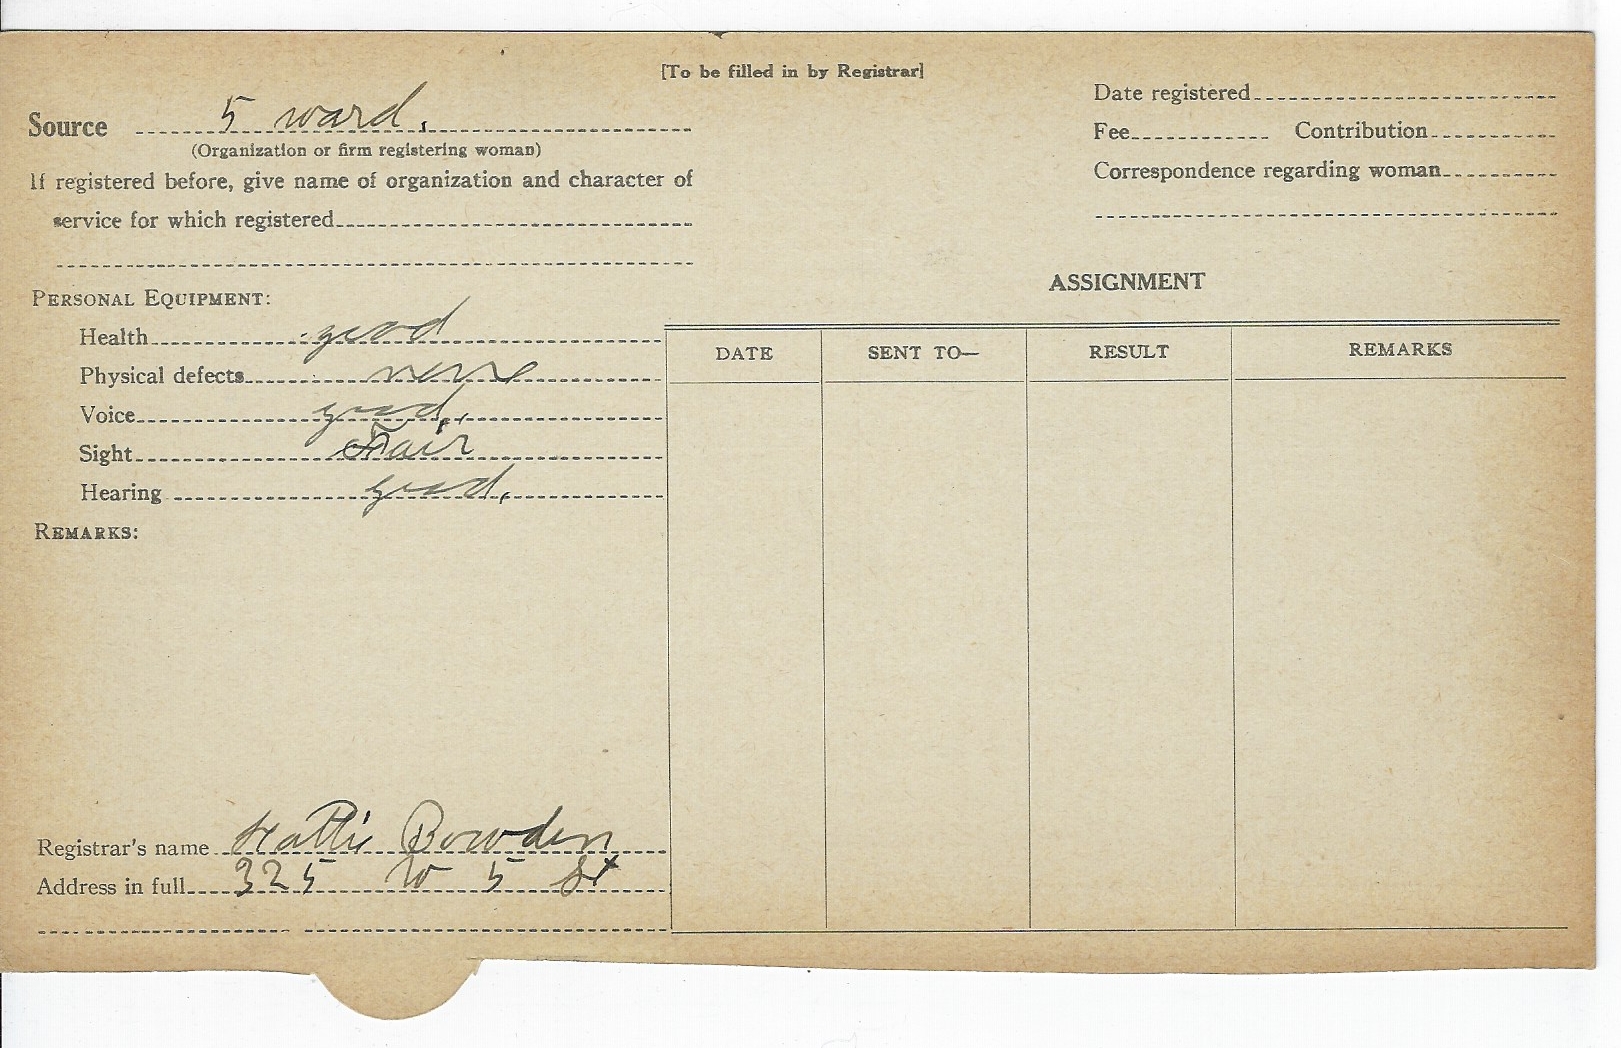 [To be filled in by Registrar]
Source 5 ward.
(Organization or firm registering woman)
If registered before, give name of organization and character of
service for which registered
Date registered
Fee Contribution
Correspondence regarding woman
PERSONAL EQUIPMENT:
Health good
Physical defects none
Voice good.
Sight Fair
Hearing good.
REMARKS:
Registrar's name Hattie Bowden
Address in full 325 W 5 St
ASSIGNMENT
DATE SENT TO— RESULT REMARKS